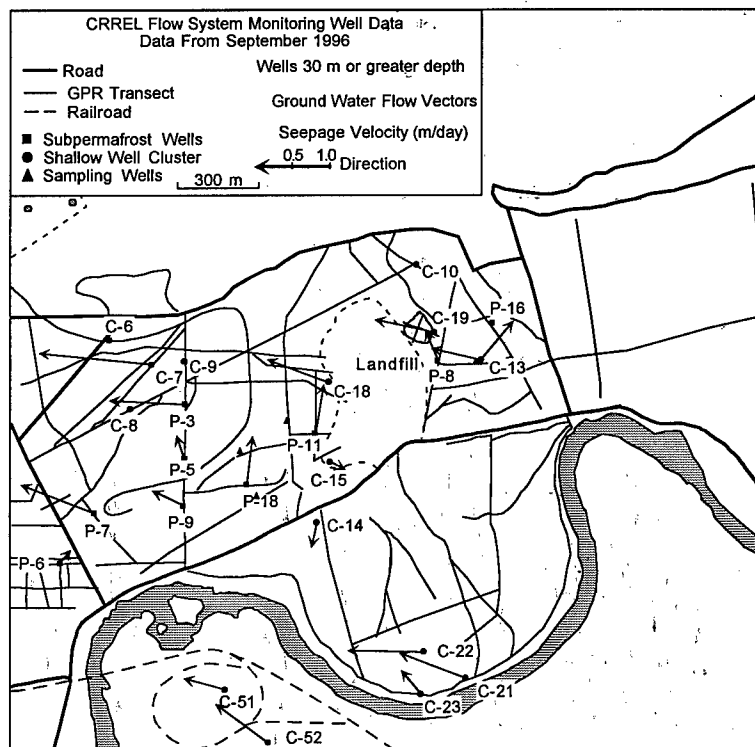 CRREL Flow System Monitoring Well Data
Data From September 1996
Road
Wells 30 m or greater depth
GPR Transect
Ground Water Flow Vectors
Railroad
Seepage Velocity (m/day)
Subpermafrost Wells
0.5 1.0
Shallow Well Cluster
Direction
Sampling Wells
300 m
C-10
P-16
C-6
C-19
C-9
Landfill
C-13
C-7
P-8
C-18
P-3
C-8
P-11
P-5
C-15
P-18
P-7
P-9
C-14
P-6
C-22
C-21
C-51
C-23
C-52